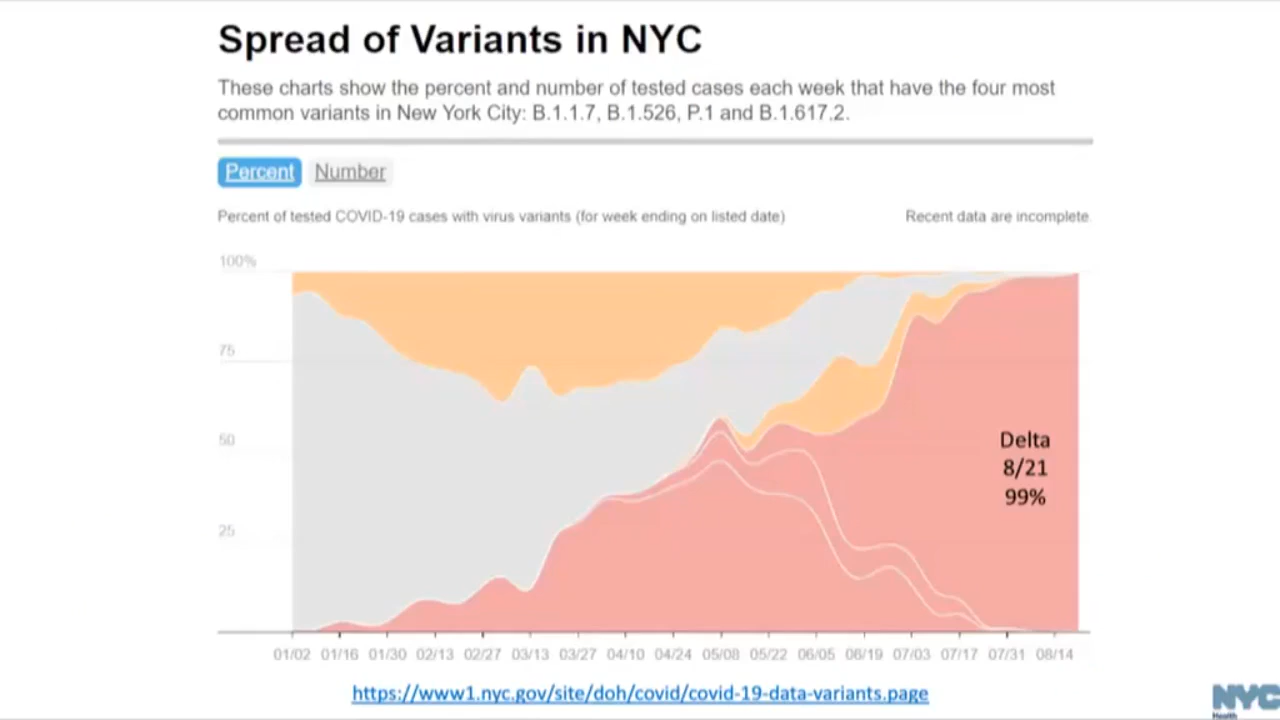 Spread of Variants in NYC
These charts show the percent and number of tested cases each week that have the four most
common variants in New York City: B.1.1.7, B.1.526, P.1 and B.1.617.2.
Percent Number
Percent of tested COVID-19 cases with virus variants (for week ending on listed date) Recent data are incomplete
100%
75
50
25
Delta
8/21
99%
01/02 01/16 01/30 02/13 02/27 03/13 03/27 04/10 04/24 05/08 05/22 06/05 06/19 07/03 07/17 07/31 08/14
https://www1.nyc.gov/site/doh/covid/covid-19-data-variants.page
NYC
Health